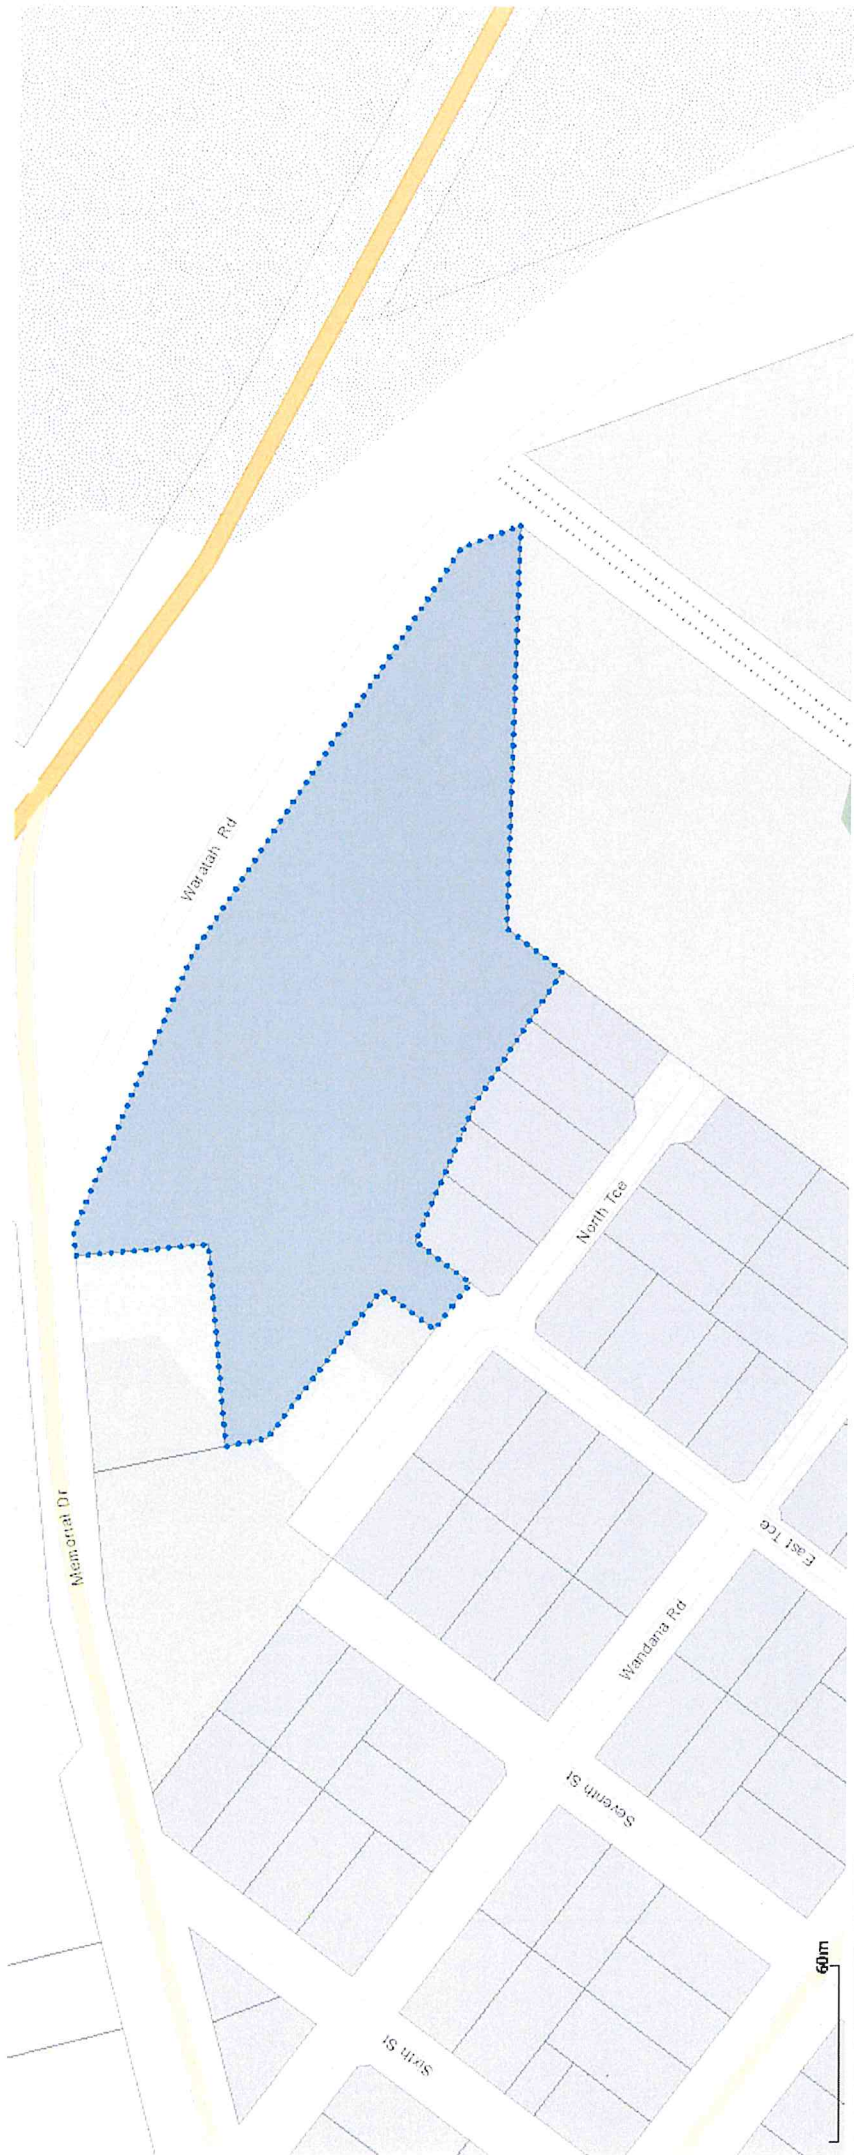 Waratah Rd
North Tce
Memorial Dr
East Tce
Wandana Rd
Seventh St
60m
Sixth St